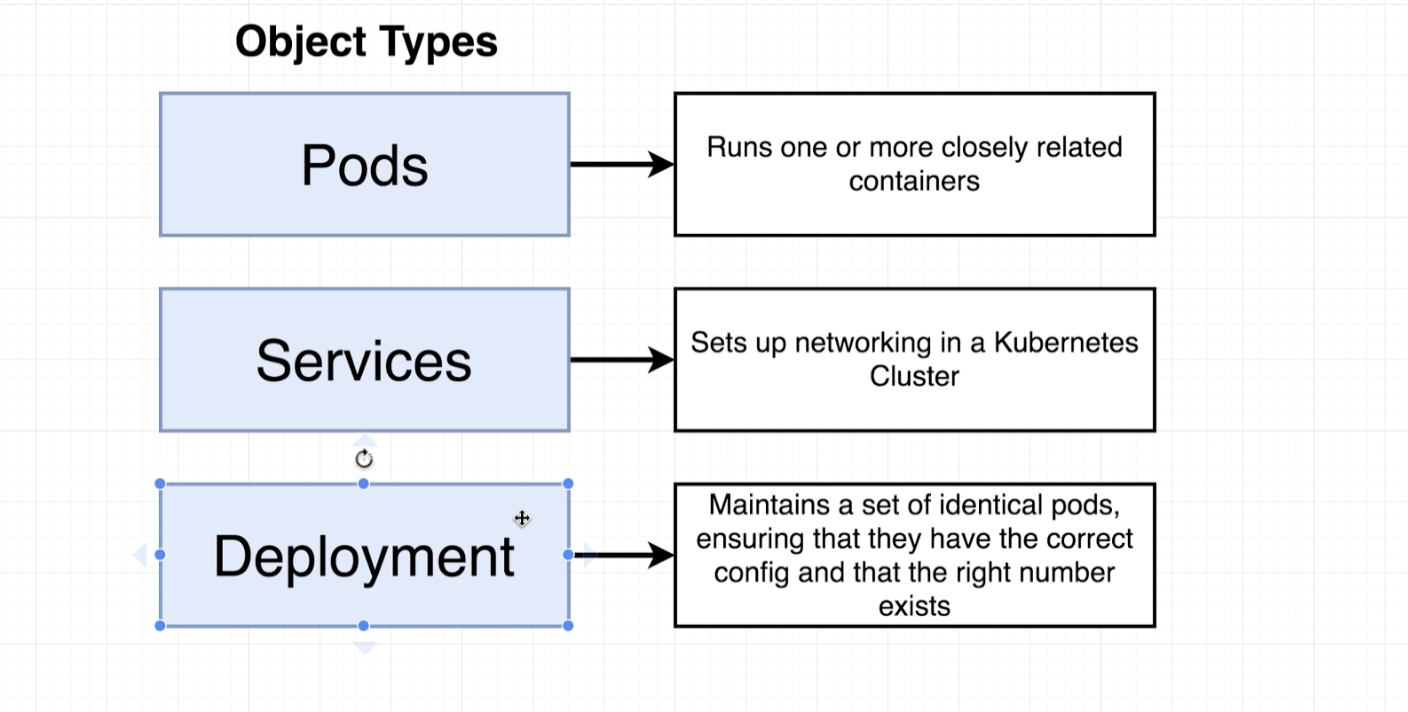 Object Types
Pods
Runs one or more closely related
containers
Services
Sets up networking in a Kubernetes
Cluster
Deployment
Maintains a set of identical pods,
ensuring that they have the correct
config and that the right number
exists